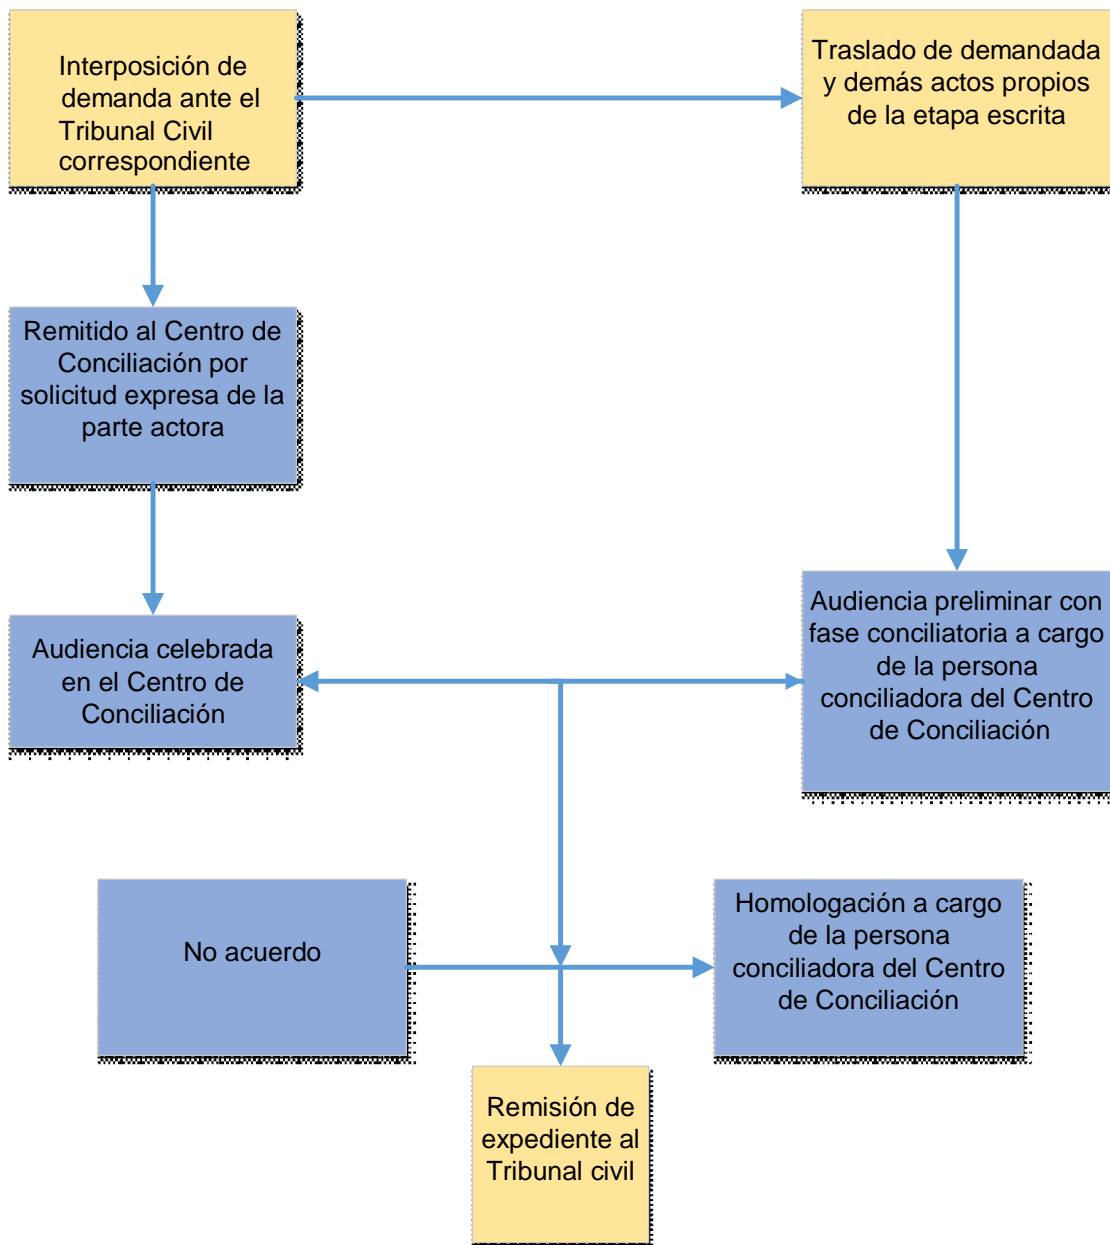 Interposición de
demanda ante el
Tribunal Civil
correspondiente
Traslado de demandada
y demás actos propios
de la etapa escrita
Remitido al Centro de
Conciliación por
solicitud expresa de la
parte actora
Audiencia celebrada
en el Centro de
Conciliación
Audiencia preliminar con
fase conciliatoria a cargo
de la persona
conciliadora del Centro
de Conciliación
No acuerdo
Homologación a cargo
de la persona
conciliadora del Centro
de Conciliación
Remisión de
expediente al
Tribunal civil